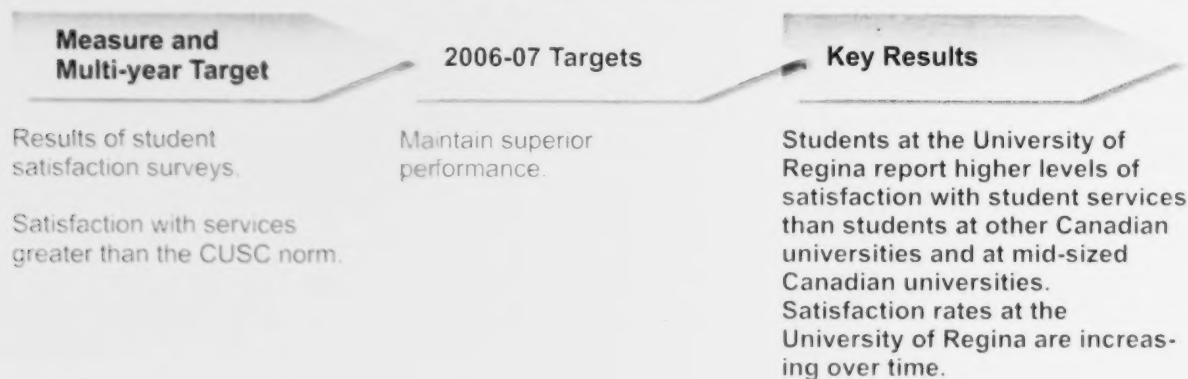 Measure and
Multi-year Target
2006-07 Targets
Key Results
Results of student
satisfaction surveys.
Satisfaction with services
greater than the CUSC norm.
Maintain superior
performance.
Students at the University of
Regina report higher levels of
satisfaction with student services
than students at other Canadian
universities and at mid-sized
Canadian universities.
Satisfaction rates at the
University of Regina are increas-
ing over time.